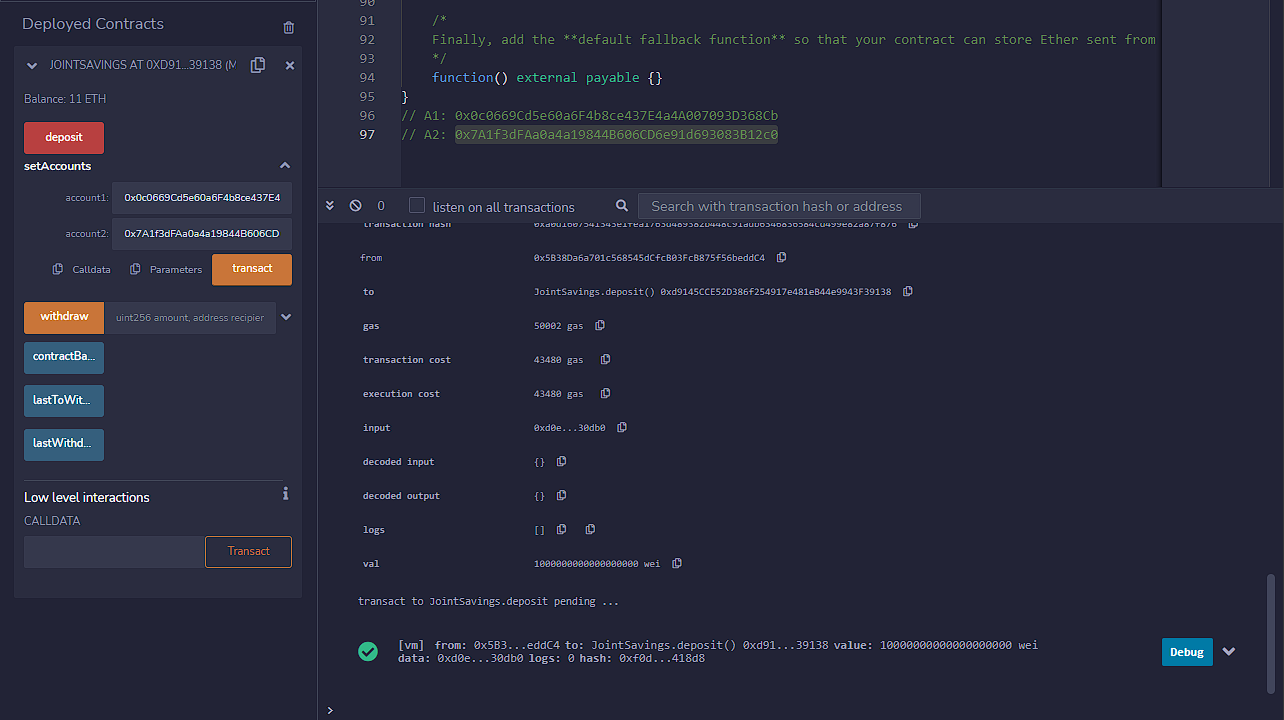 Deployed Contracts
JOINTSAVINGS AT 0XD91...39138 (M
Balance: 11 ETH
deposit
setAccounts
account1: 0x0c0669Cd5e60a6F4b8ce437E4
account2: 0x7A1f3dFAa0a4a19844B606CD
Calldata Parameters transact
withdraw uint256 amount, address recipier
contractBa...
lastToWit...
lastWithd...
Low level interactions
CALLDATA
Transact
90
91 /*
92 Finally, add the **default fallback function** so that your contract can store Ether sent from
93 */
94 function() external payable {}
95 }
96 // A1: 0x0c0669Cd5e60a6F4b8ce437E4a4A007093D368Cb
97 // A2: 0x7A1f3dFAa0a4a19844B606CD6e91d693083B12c0
0 listen on all transactions Search with transaction hash or address
transaction hash
from 0x5B38Da6a701c568545dCfcB03FcB875f56beddC4
to JointSavings.deposit() 0xd9145CCE52D386f254917e481eB44e9943F39138
gas 50002 gas
transaction cost 43480 gas
execution cost 43480 gas
input 0xd0e...30db0
decoded input {}
decoded output {}
logs []
val 1000000000000000000 wei
transact to JointSavings.deposit pending ...
[vm] from: 0x5B3...eddC4 to: JointSavings.deposit() 0xd91...39138 value: 10000000000000000000 wei
data: 0xd0e...30db0 logs: 0 hash: 0xf0d...418d8
Debug
>